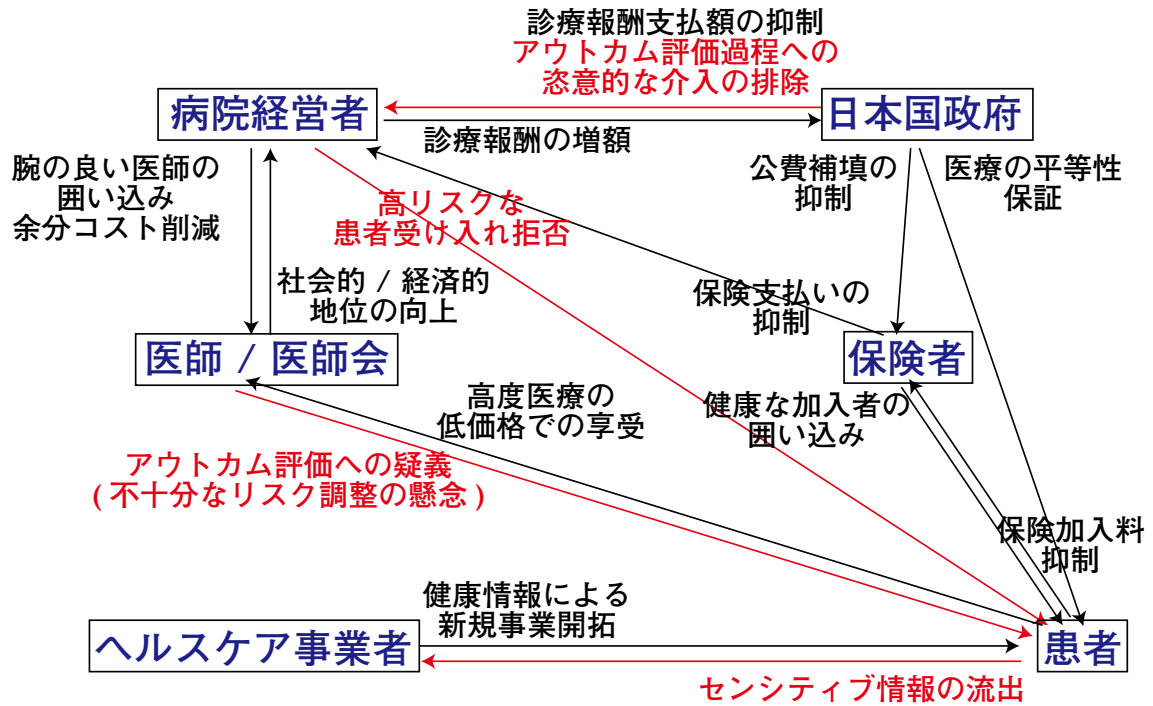 診療報酬支払額の抑制
アウトカム評価過程への
恣意的な介入の排除
病院経営者
日本国政府
診療報酬の増額
腕の良い医師の
囲い込み
余分コスト削減
公費補填の
抑制
医療の平等性
保証
高リスクな
患者受け入れ拒否
社会的 / 経済的
地位の向上
保険支払いの
抑制
医師 / 医師会
保険者
高度医療の
低価格での享受
健康な加入者の
囲い込み
アウトカム評価への疑義
( 不十分なリスク調整の懸念 )
保険加入料
抑制
健康情報による
新規事業開拓
ヘルスケア事業者
患者
センシティブ情報の流出